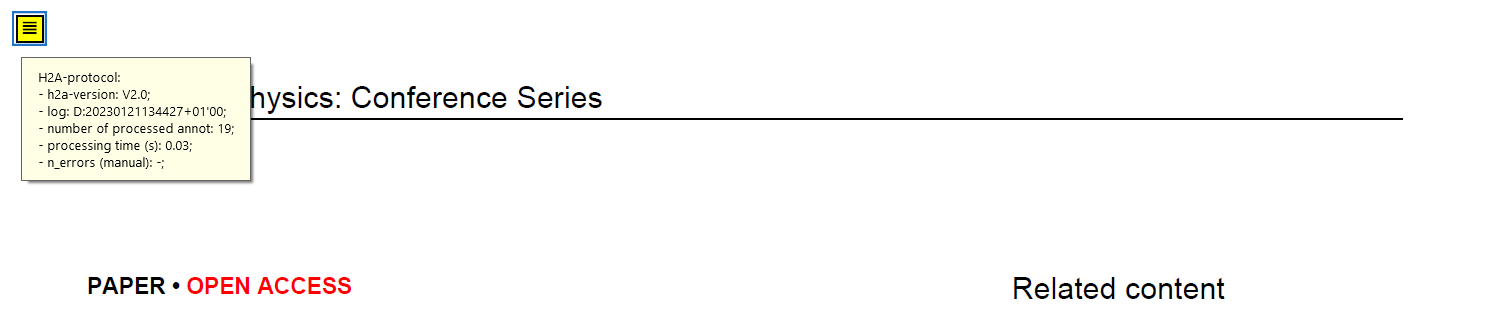 H2A-protocol:
- h2a-version: V2.0;
- log: D:20230121134427+01'00;
- number of processed annot: 19;
- processing time (s): 0.03;
- n_errors (manual): -;
hysics: Conference Series
PAPER • OPEN ACCESS
Related content